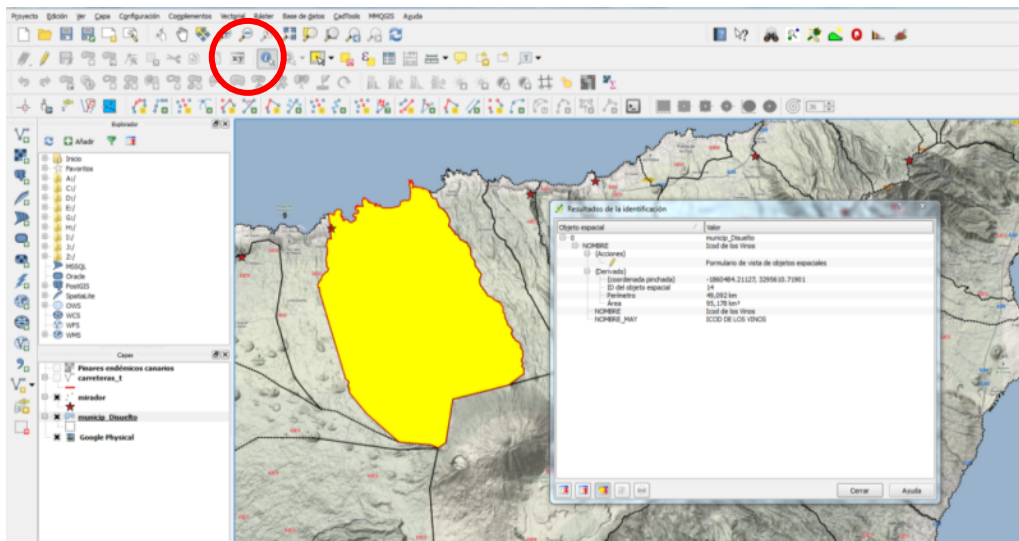 Proyecto Edición Ver Capa Configuración Complementos Vectorial Ráster Base de datos CadTools MMQGIS Ayuda
xy
Explorador
Añadir
Inicio
Favoritos
A:/
C:/
D:/
E:/
G:/
H:/
I:/
J:/
Z:/
MSSQL
Oracle
PostGIS
SpatiaLite
OWS
WCS
WFS
WMS
Capas
Pinares endémicos canarios
carreteras_t
mirador
municip_Disuelto
Google Physical
Resultados de la identificación
Objeto espacial Valor
0 municip_Disuelto
NOMBRE Icod de los Vinos
(Acciones)
Formulario de vista de objetos espaciales
(Derivado)
(coordenada pinchada) -1860484.21127, 3295610.71901
ID del objeto espacial 14
Perímetro 49,092 km
Área 95,178 km²
NOMBRE Icod de los Vinos
NOMBRE_MAY ICOD DE LOS VINOS
Cerrar Ayuda